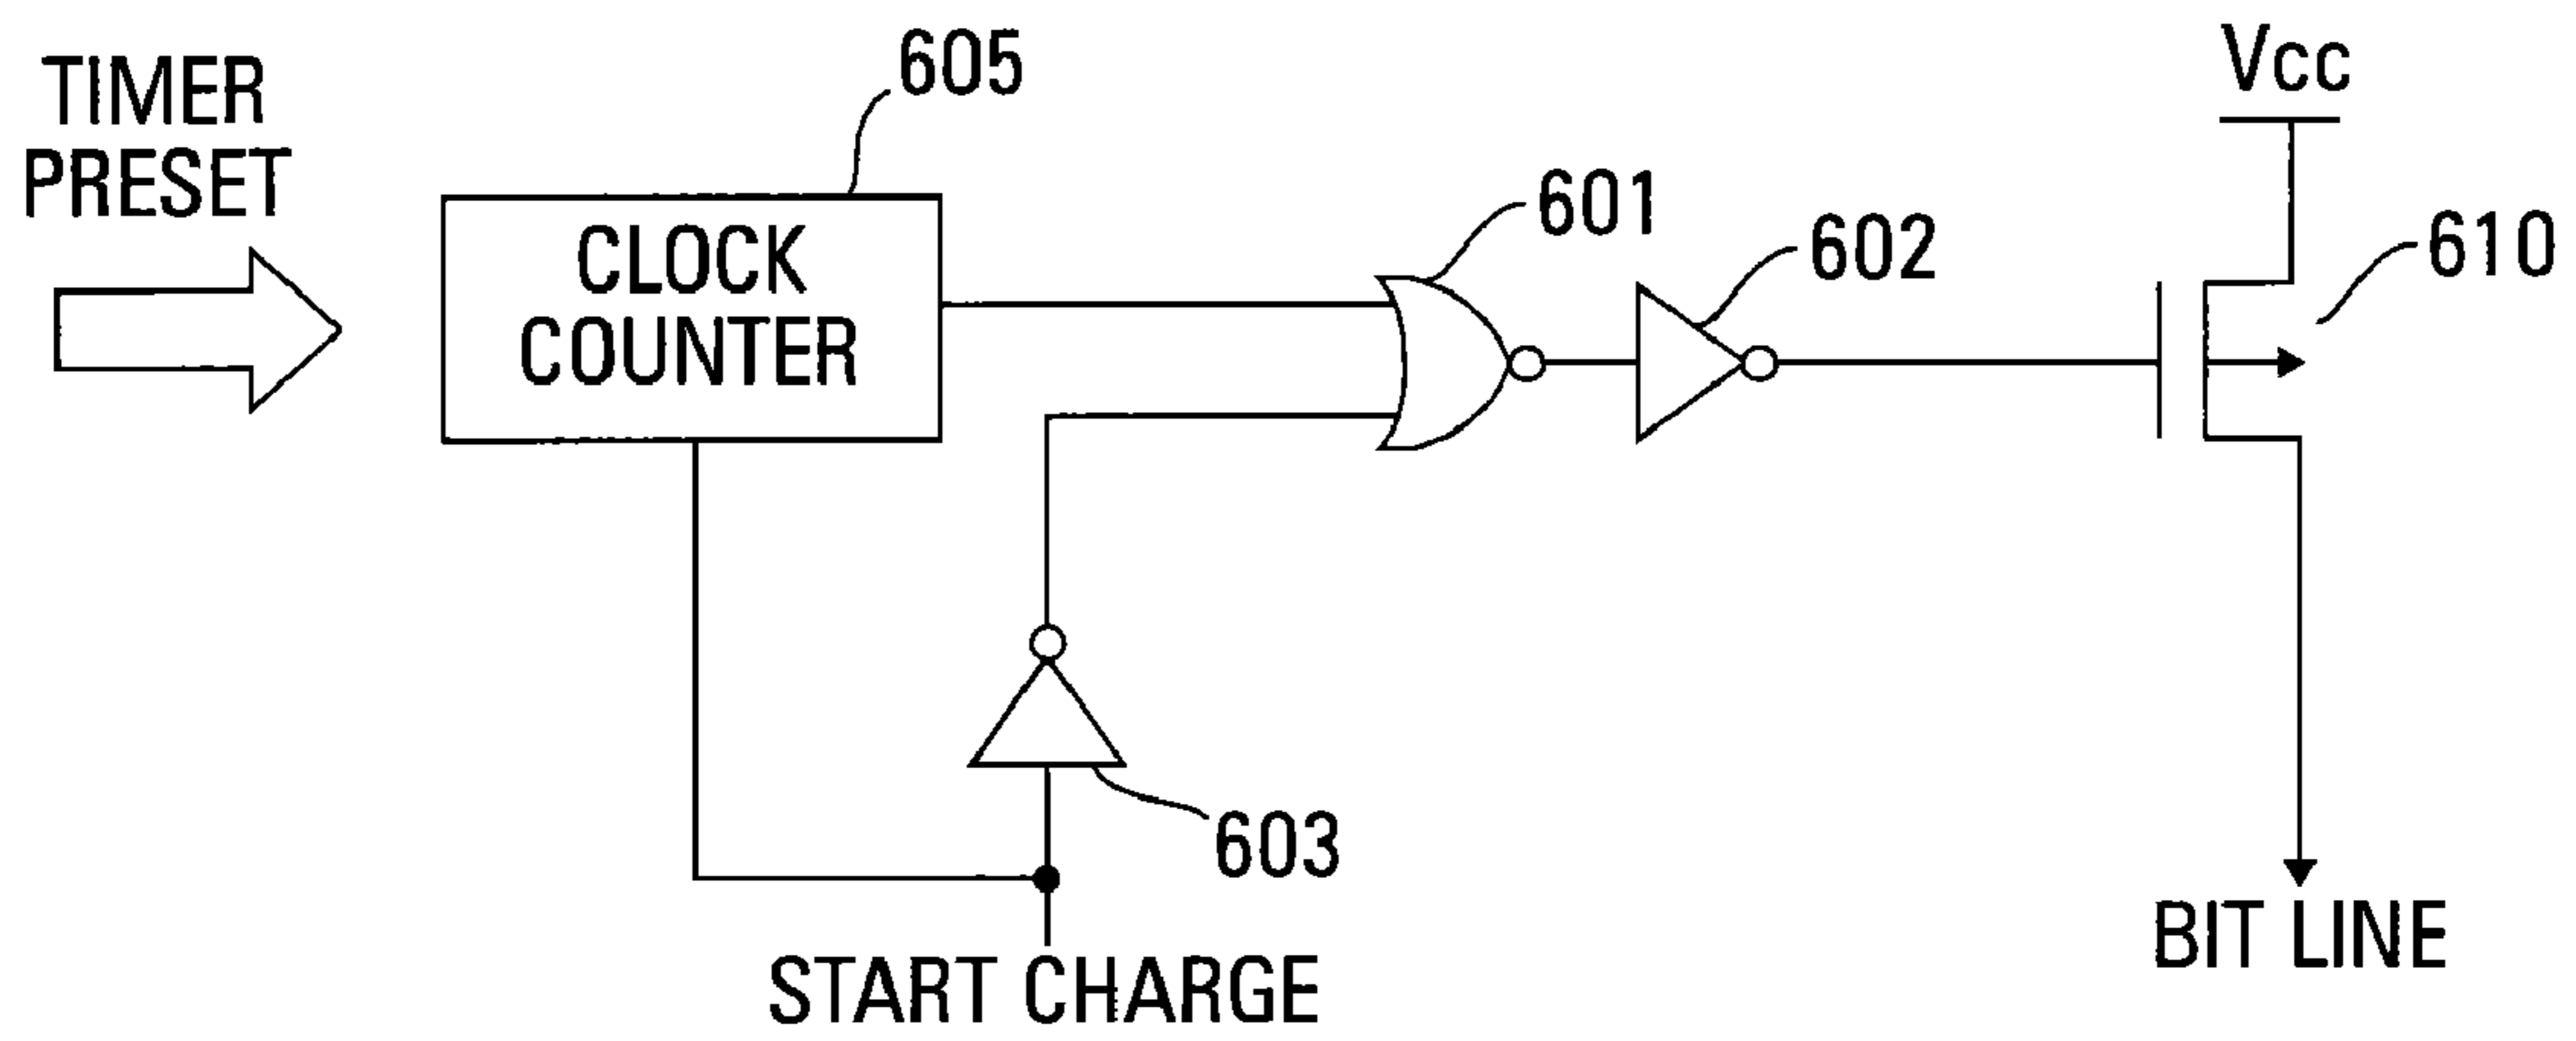 TIMER
PRESET
605
CLOCK
COUNTER
601
602
Vcc
610
603
START CHARGE
BIT LINE